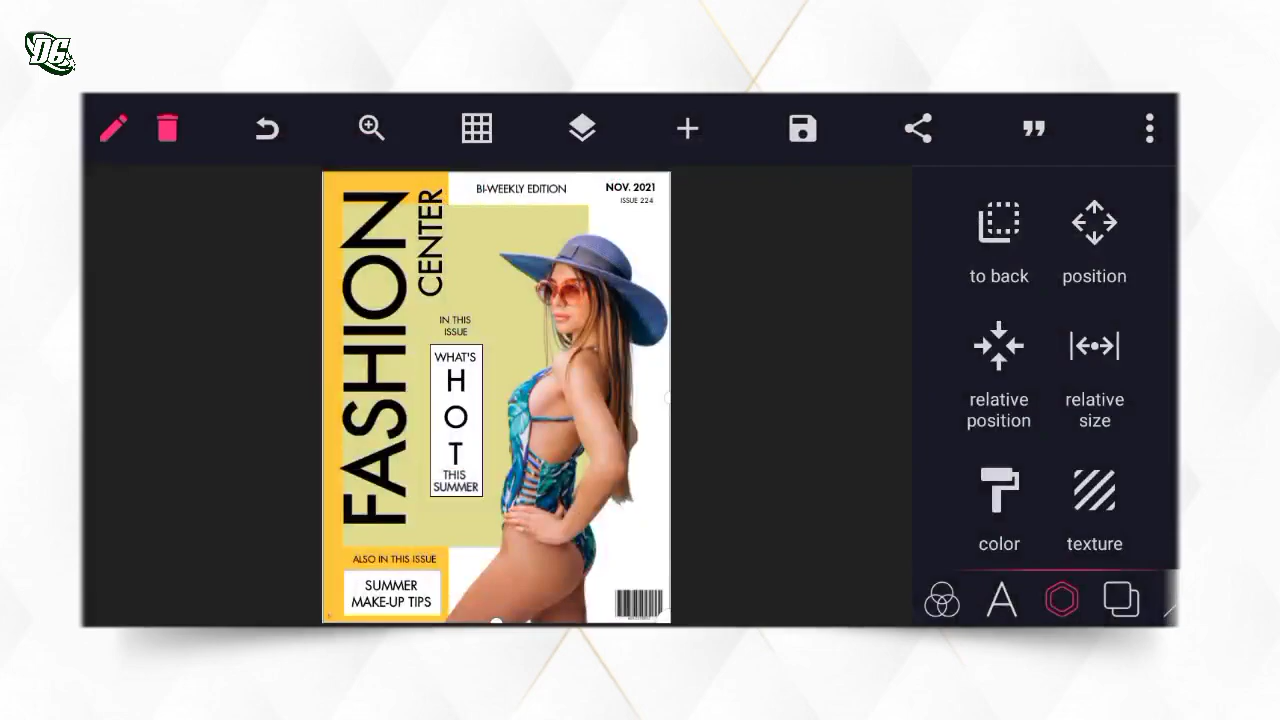 DG
BI-WEEKLY EDITION
NOV. 2021
ISSUE 224
FASHION
CENTER
IN THIS
ISSUE
WHAT'S
H
O
T
THIS
SUMMER
ALSO IN THIS ISSUE
SUMMER
MAKE-UP TIPS
to back
position
relative
position
relative
size
color
texture